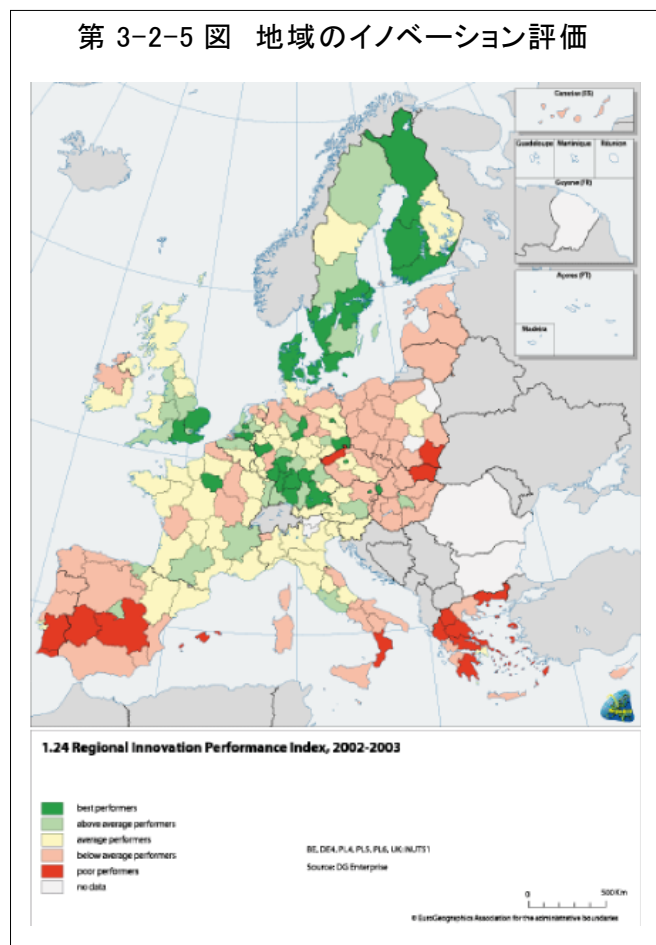 第 3-2-5 図 地域のイノベーション評価
Canarias (ES)
Guadeloupe Martinique Réunion
Guyane (FR)
Açores (PT)
Madeira
1.24 Regional Innovation Performance Index, 2002-2003
best performers
above average performers
average performers
below average performers
poor performers
no data
BE, DE4, PL4, PL5, PL6, UK: NUTS1
Source: DG Enterprise
0 500 Km
© EuroGeographics Association for the administrative boundaries